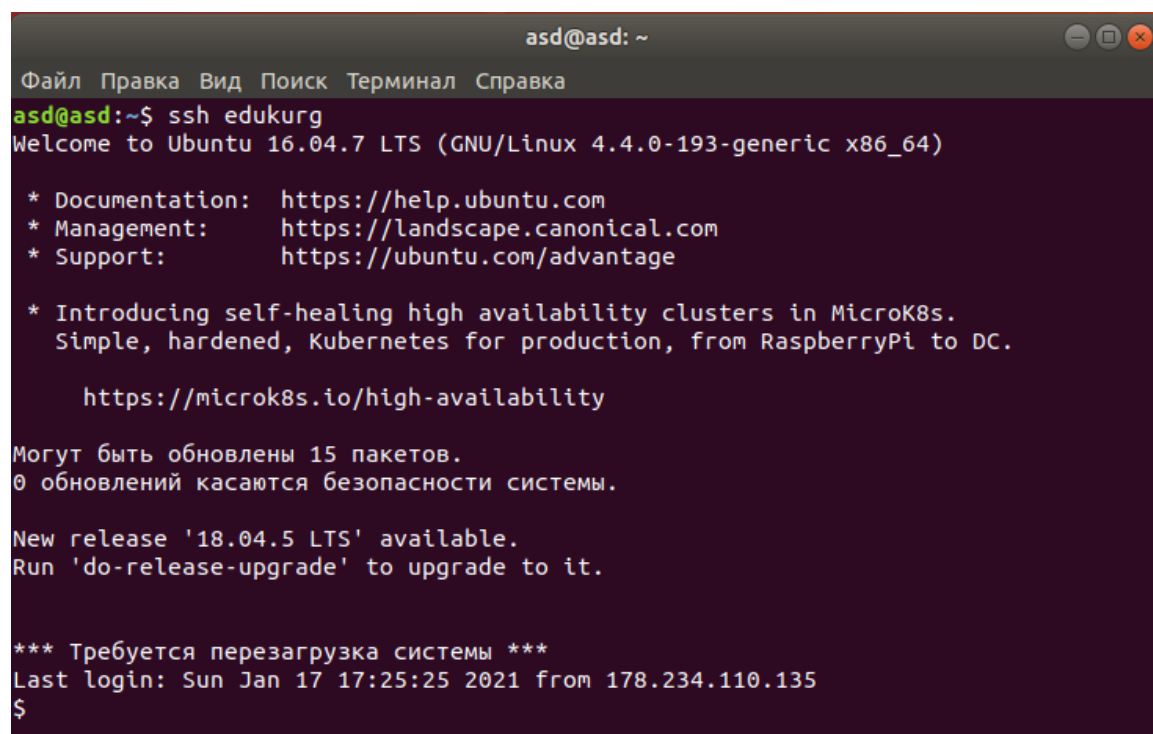 asd@asd: ~
Файл Правка Вид Поиск Терминал Справка
asd@asd:~$ ssh edukurg
Welcome to Ubuntu 16.04.7 LTS (GNU/Linux 4.4.0-193-generic x86_64)
* Documentation:  https://help.ubuntu.com
* Management:     https://landscape.canonical.com
* Support:        https://ubuntu.com/advantage
* Introducing self-healing high availability clusters in MicroK8s.
Simple, hardened, Kubernetes for production, from RaspberryPi to DC.
https://microk8s.io/high-availability
Могут быть обновлены 15 пакетов.
0 обновлений касаются безопасности системы.
New release '18.04.5 LTS' available.
Run 'do-release-upgrade' to upgrade to it.
*** Требуется перезагрузка системы ***
Last login: Sun Jan 17 17:25:25 2021 from 178.234.110.135
$